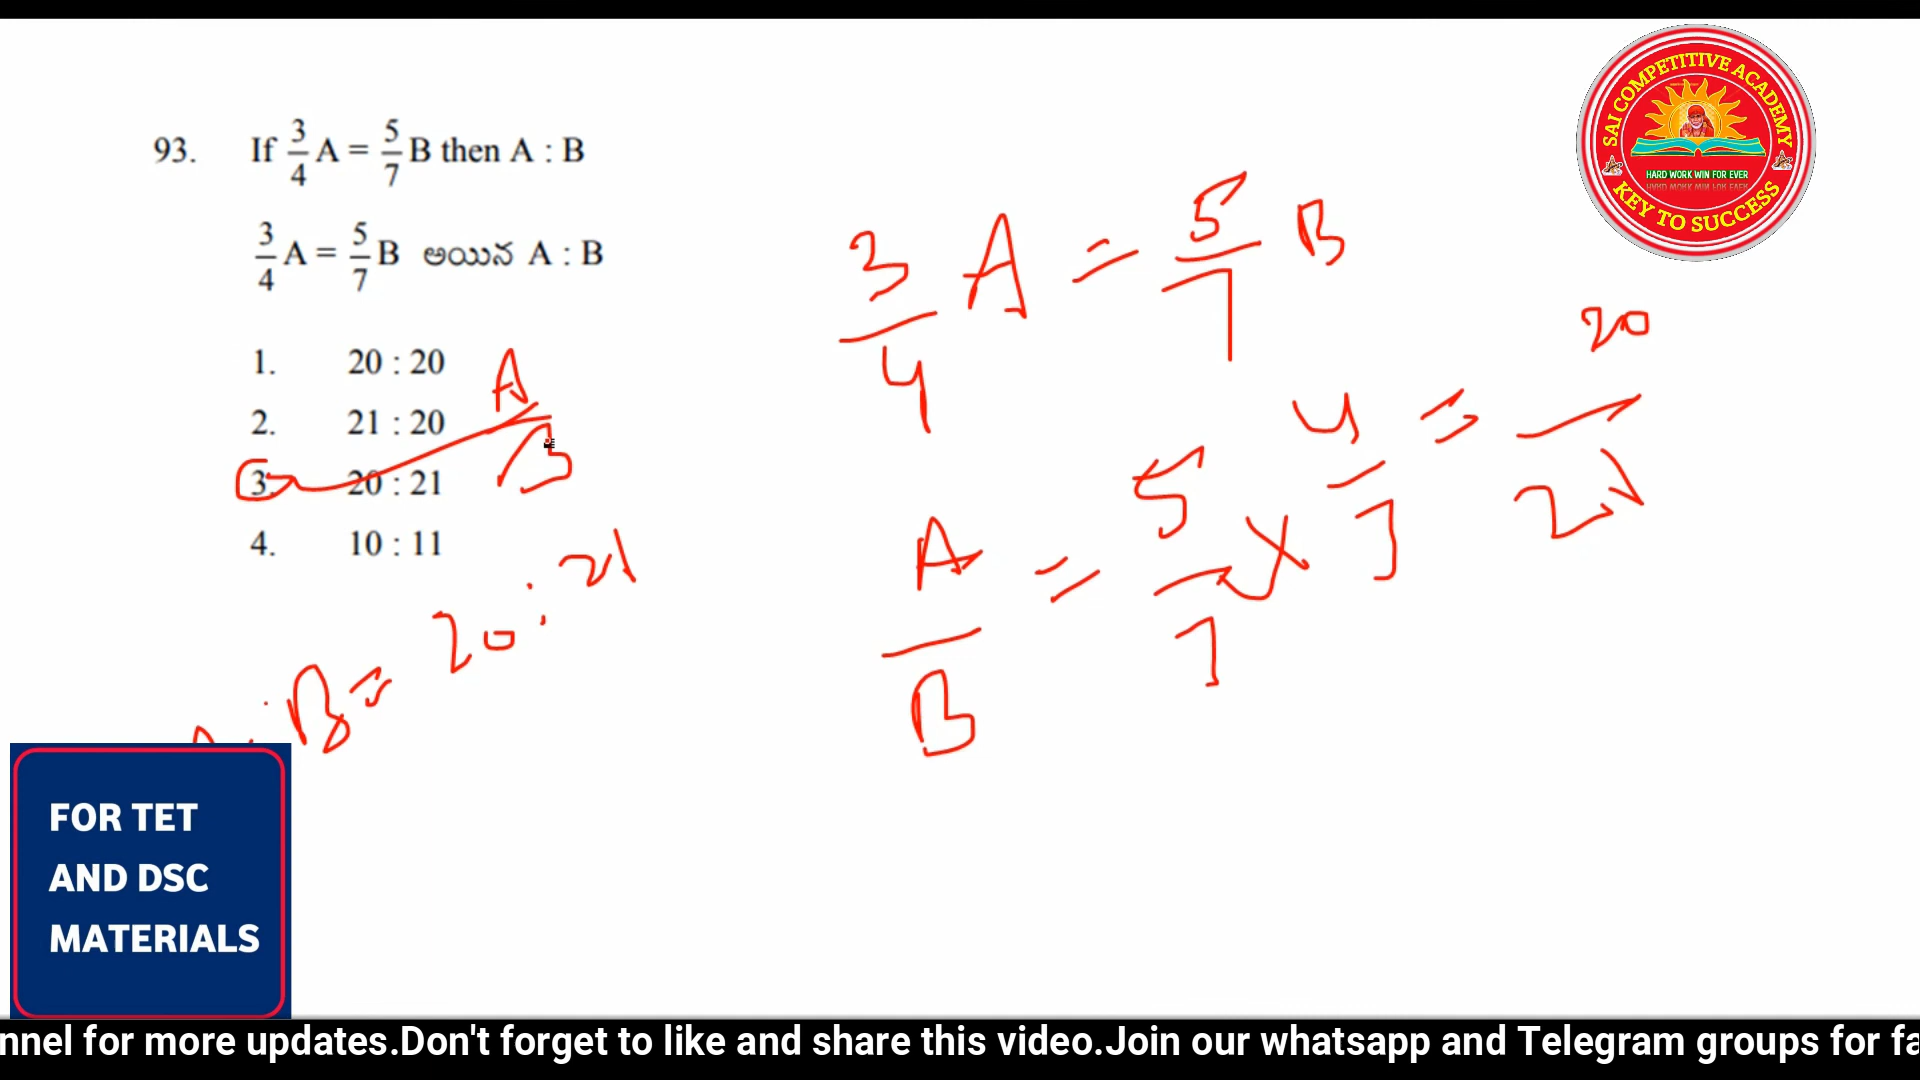 93. If 3/4 A = 5/7 B then A : B
3/4 A = 5/7 B అయిన A : B
1. 20 : 20
2. 21 : 20
3. 20 : 21
4. 10 : 11
A/B
: B = 20 : 21
3/4 A = 5/7 B
A/B = 5/7 × 4/3 = 20/21
SAI COMPETITIVE ACADEMY
HARD WORK WIN FOR EVER
KEY TO SUCCESS
FOR TET
AND DSC
MATERIALS
nnel for more updates.Don't forget to like and share this video.Join our whatsapp and Telegram groups for fa